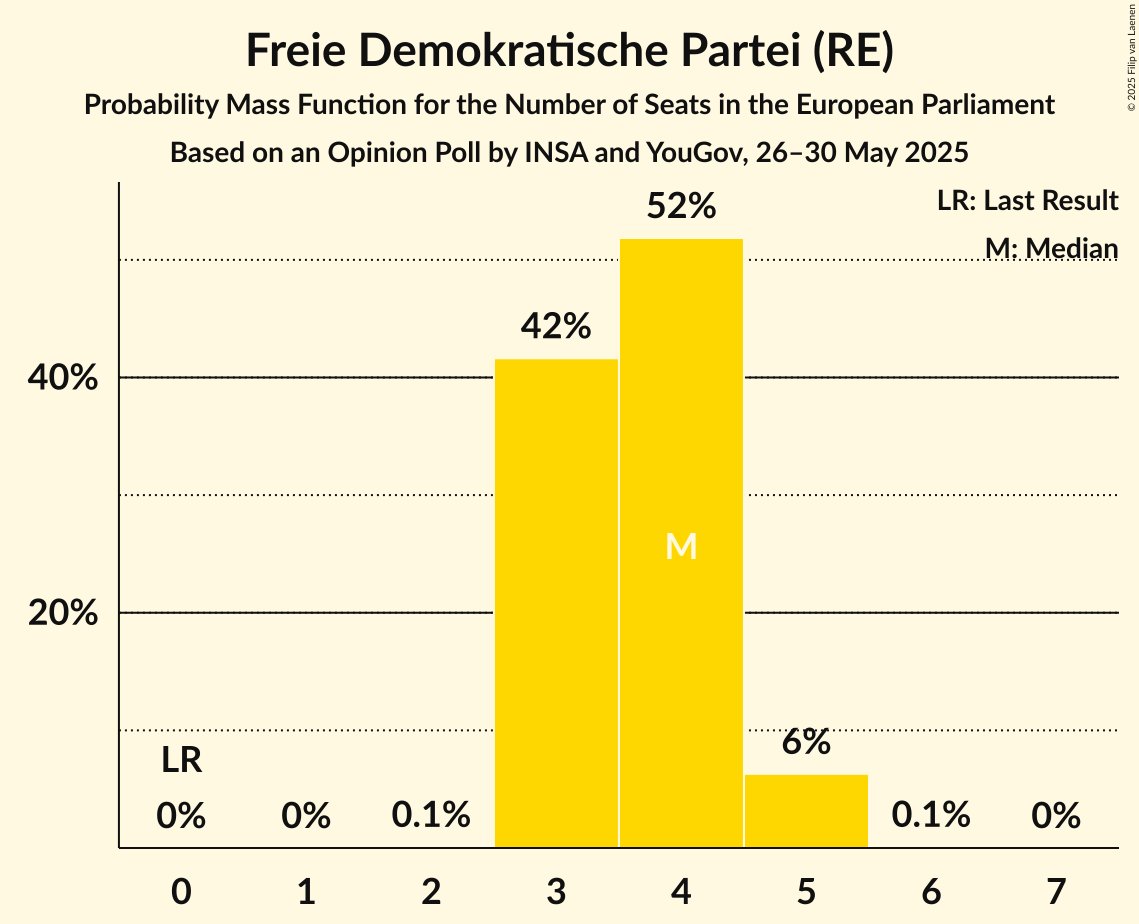 Freie Demokratische Partei (RE)
Probability Mass Function for the Number of Seats in the European Parliament
Based on an Opinion Poll by INSA and YouGov, 26–30 May 2025
© 2025 Filip van Laenen
LR: Last Result
M: Median
52%
42%
40%
M
20%
6%
LR
0%
0%
0.1%
0.1%
0%
0
1
2
3
4
5
6
7